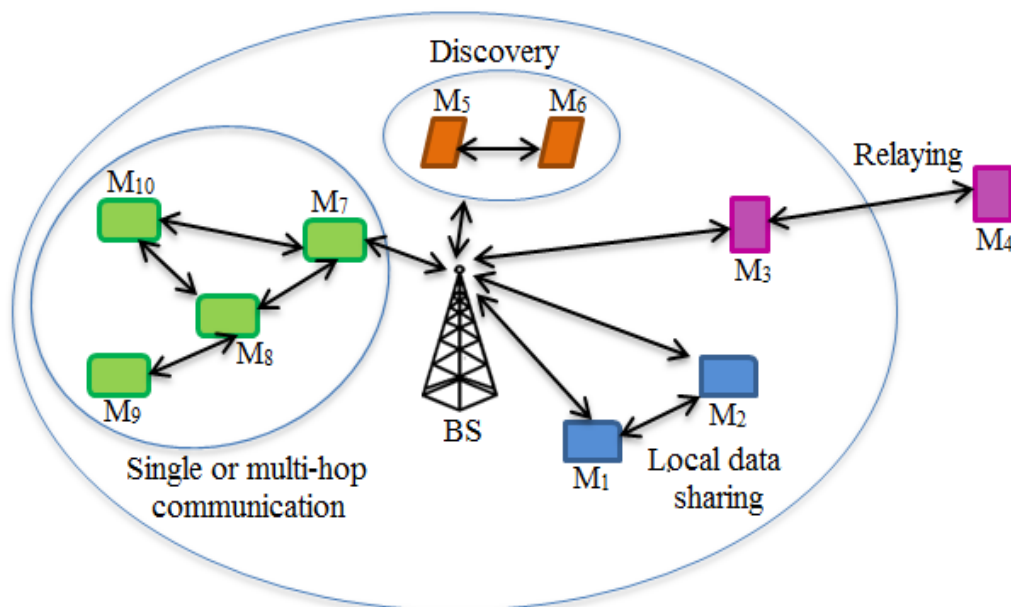 Discovery
M5
M6
Relaying
M10
M7
M3
M4
M8
M9
M2
BS
M1
Single or multi-hop
communication
Local data
sharing